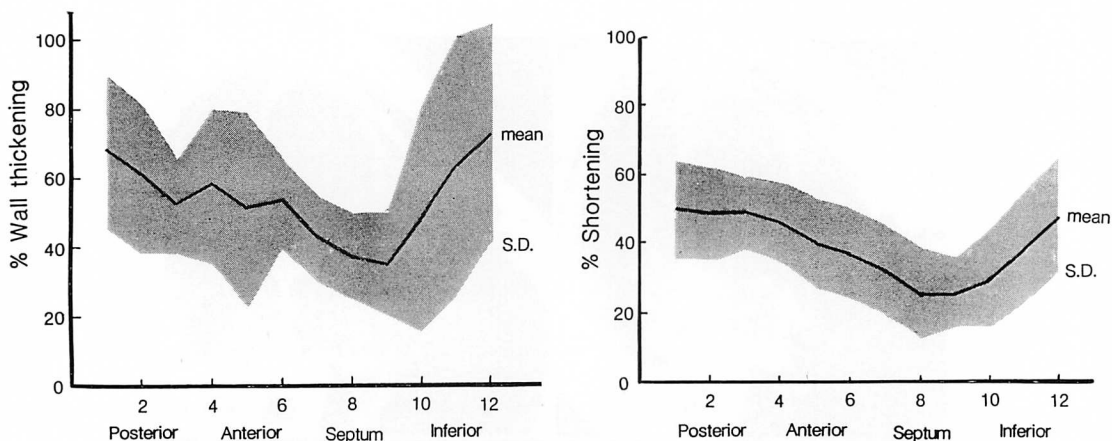 100
80
60
40
20
0
% Wall thickening
mean
S.D.
2 4 6 8 10 12
Posterior Anterior Septum Inferior
100
80
60
40
20
0
% Shortening
mean
S.D.
2 4 6 8 10 12
Posterior Anterior Septum Inferior